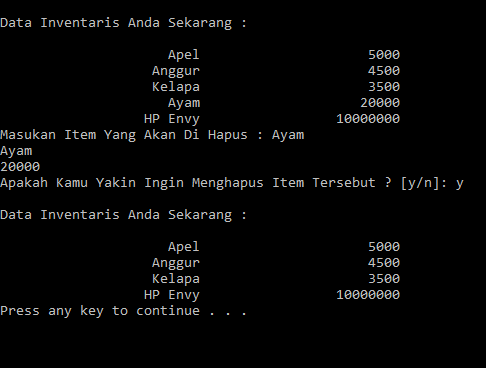 Data Inventaris Anda Sekarang :
Apel 5000
Anggur 4500
Kelapa 3500
Ayam 20000
HP Envy 10000000
Masukan Item Yang Akan Di Hapus : Ayam
Ayam
20000
Apakah Kamu Yakin Ingin Menghapus Item Tersebut ? [y/n]: y
Data Inventaris Anda Sekarang :
Apel 5000
Anggur 4500
Kelapa 3500
HP Envy 10000000
Press any key to continue . . .